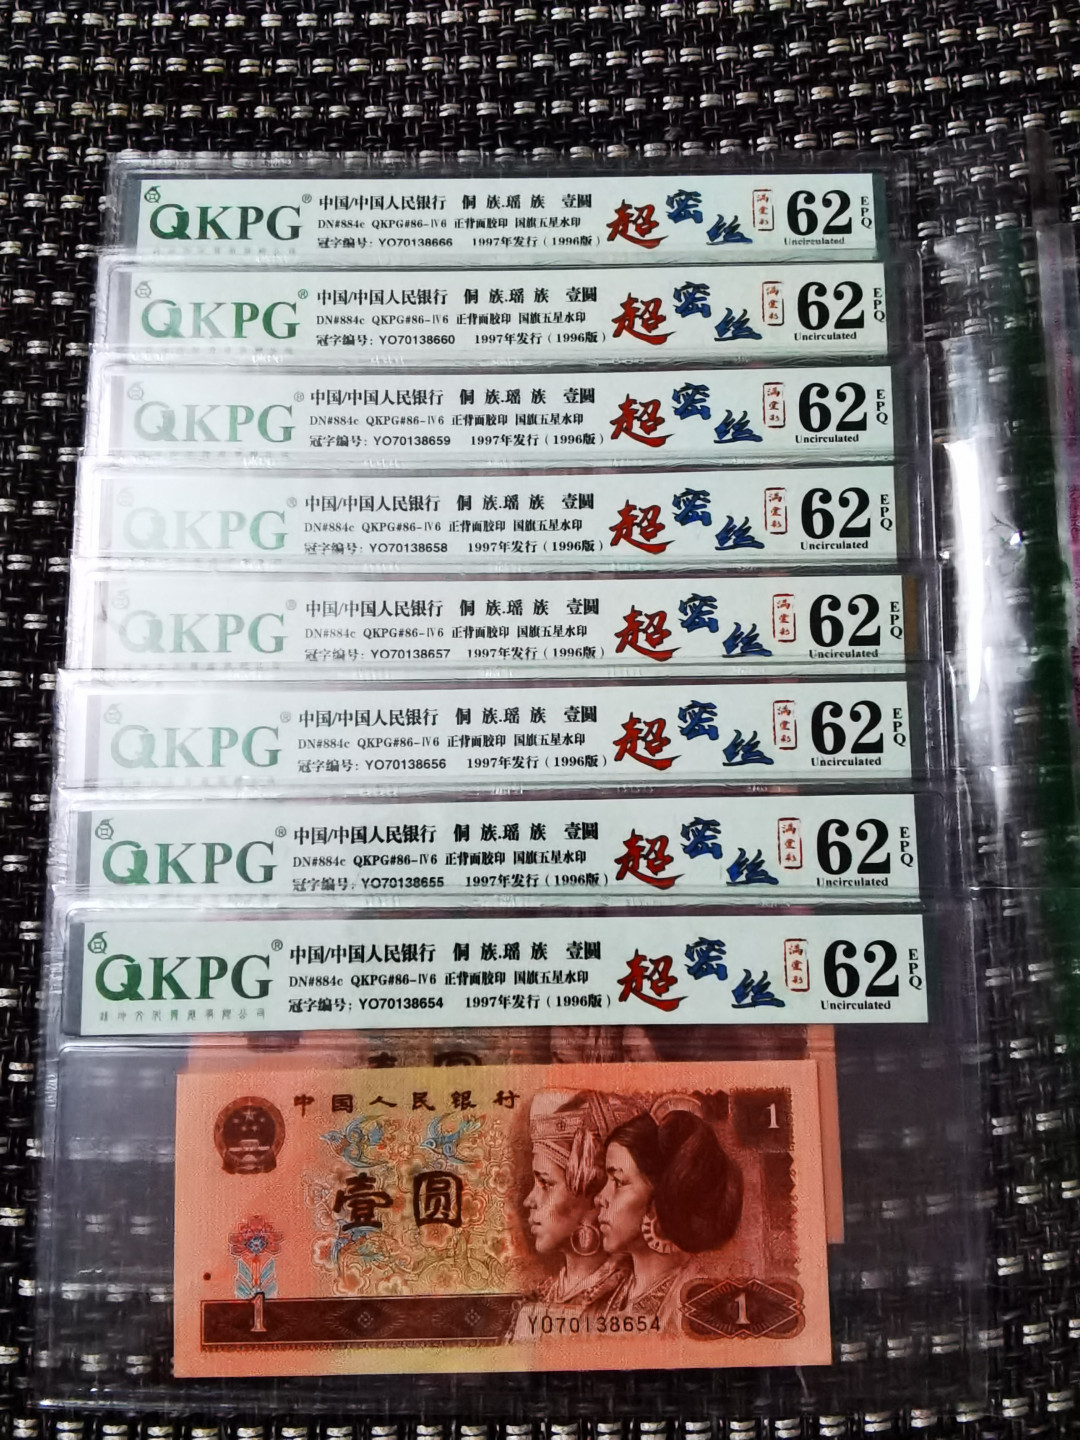 QKPG®
中国/中国人民银行 侗族.瑶族 壹圆
DN#884c QKPG#86-Ⅳ6 正背面胶印 国旗五星水印
冠字编号: YO70138666 1997年发行(1996版)
超密丝
满堂彩
62 EPQ
Uncirculated
QKPG®
中国/中国人民银行 侗族.瑶族 壹圆
DN#884c QKPG#86-Ⅳ6 正背面胶印 国旗五星水印
冠字编号: YO70138660 1997年发行(1996版)
超密丝
满堂彩
62 EPQ
Uncirculated
QKPG®
中国/中国人民银行 侗族.瑶族 壹圆
DN#884c QKPG#86-Ⅳ6 正背面胶印 国旗五星水印
冠字编号: YO70138659 1997年发行(1996版)
超密丝
满堂彩
62 EPQ
Uncirculated
QKPG®
中国/中国人民银行 侗族.瑶族 壹圆
DN#884c QKPG#86-Ⅳ6 正背面胶印 国旗五星水印
冠字编号: YO70138658 1997年发行(1996版)
超密丝
满堂彩
62 EPQ
Uncirculated
QKPG®
中国/中国人民银行 侗族.瑶族 壹圆
DN#884c QKPG#86-Ⅳ6 正背面胶印 国旗五星水印
冠字编号: YO70138657 1997年发行(1996版)
超密丝
满堂彩
62 EPQ
Uncirculated
QKPG®
中国/中国人民银行 侗族.瑶族 壹圆
DN#884c QKPG#86-Ⅳ6 正背面胶印 国旗五星水印
冠字编号: YO70138656 1997年发行(1996版)
超密丝
满堂彩
62 EPQ
Uncirculated
QKPG®
中国/中国人民银行 侗族.瑶族 壹圆
DN#884c QKPG#86-Ⅳ6 正背面胶印 国旗五星水印
冠字编号: YO70138655 1997年发行(1996版)
超密丝
满堂彩
62 EPQ
Uncirculated
QKPG®
中国/中国人民银行 侗族.瑶族 壹圆
DN#884c QKPG#86-Ⅳ6 正背面胶印 国旗五星水印
冠字编号: YO70138654 1997年发行(1996版)
超密丝
满堂彩
62 EPQ
Uncirculated
中国人民银行
1
壹圆
1
YO70138654
1